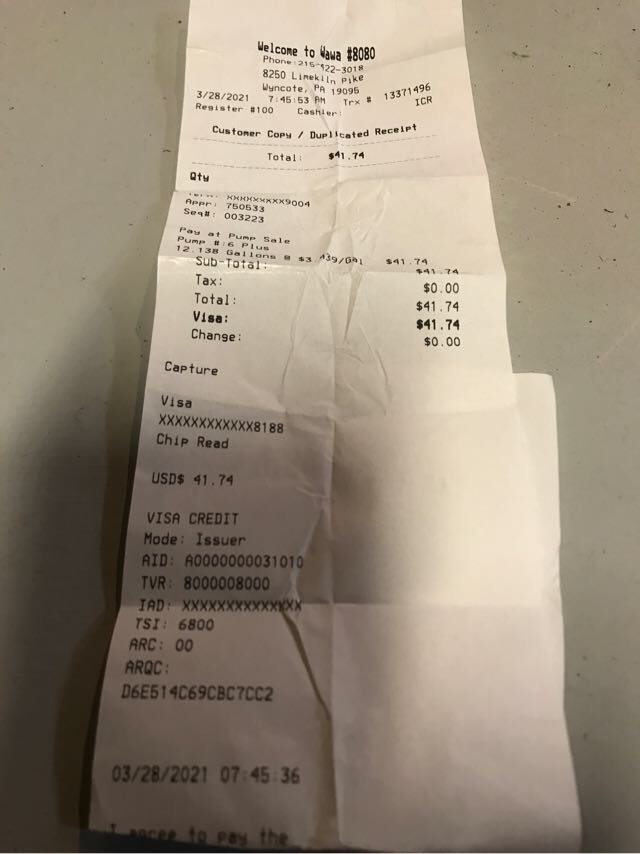 Welcome to Wawa #8080
Phone:215-422-3018
8250 Limekiln Pike
Wyncote, PA 19095
3/28/2021 7:45:53 AM Trx # 13371496
Register #100 Cashier: ICR
Customer Copy / Duplicated Receipt
Total: $41.74
Qty
XXXXXXXXX9004
Appr: 750533
Seq#: 003223
Pay at Pump Sale
Pump #:6 Plus
12.138 Gallons @ $3.439/Gal $41.74
Sub-Total: $41.74
Tax: $0.00
Total: $41.74
Visa: $41.74
Change: $0.00
Capture
Visa
XXXXXXXXXXXX8188
Chip Read
USD$ 41.74
VISA CREDIT
Mode: Issuer
AID: A0000000031010
TVR: 8000008000
IAD: XXXXXXXXXXXXXX
TSI: 6800
ARC: 00
ARQC:
D6E514C69CBC7CC2
03/28/2021 07:45:36
I agree to pay the